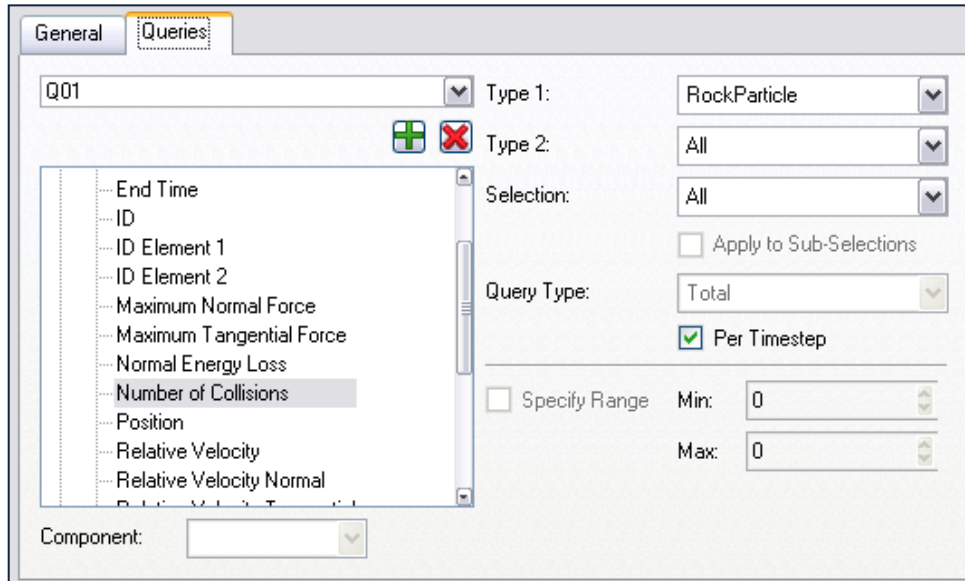 General
Queries
Q01
End Time
ID
ID Element 1
ID Element 2
Maximum Normal Force
Maximum Tangential Force
Normal Energy Loss
Number of Collisions
Position
Relative Velocity
Relative Velocity Normal
Component:
Type 1:
RockParticle
Type 2:
All
Selection:
All
Apply to Sub-Selections
Query Type:
Total
Per Timestep
Specify Range
Min:
0
Max:
0